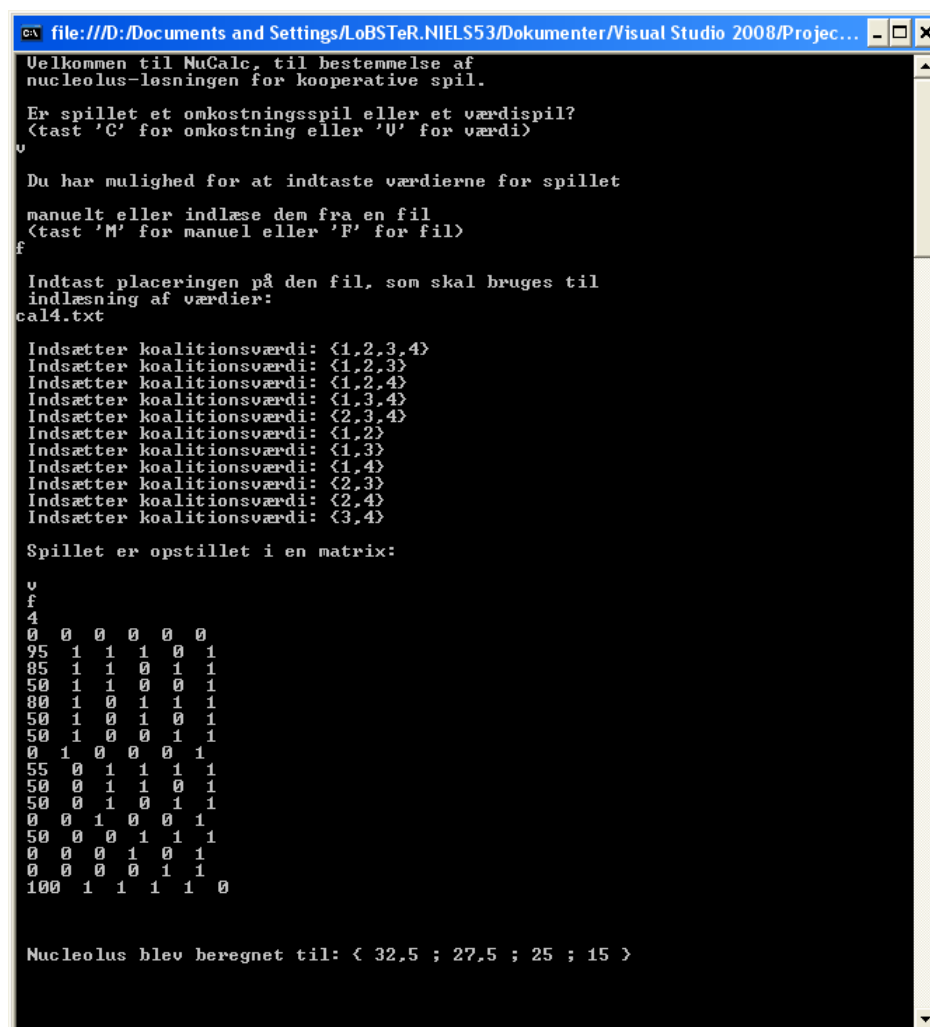 file:///D:/Documents and Settings/LoBSTeR.NIELS53/Dokumenter/Visual Studio 2008/Projec...
Velkommen til NuCalc, til bestemmelse af
nucleolus-løsningen for kooperative spil.
Er spillet et omkostningsspil eller et værdispil?
(tast 'C' for omkostning eller 'V' for værdi)
v
Du har mulighed for at indtaste værdierne for spillet
manuelt eller indlæse dem fra en fil
(tast 'M' for manuel eller 'F' for fil)
f
Indtast placeringen på den fil, som skal bruges til
indlæsning af værdier:
cal4.txt
Indsætter koalitionsværdi: {1,2,3,4}
Indsætter koalitionsværdi: {1,2,3}
Indsætter koalitionsværdi: {1,2,4}
Indsætter koalitionsværdi: {1,3,4}
Indsætter koalitionsværdi: {2,3,4}
Indsætter koalitionsværdi: {1,2}
Indsætter koalitionsværdi: {1,3}
Indsætter koalitionsværdi: {1,4}
Indsætter koalitionsværdi: {2,3}
Indsætter koalitionsværdi: {2,4}
Indsætter koalitionsværdi: {3,4}
Spillet er opstillet i en matrix:
v
f
4
0 0 0 0 0 0
95 1 1 1 0 1
85 1 1 0 1 1
50 1 1 0 0 1
80 1 0 1 1 1
50 1 0 1 0 1
50 1 0 0 1 1
0 1 0 0 0 1
55 0 1 1 1 1
50 0 1 1 0 1
50 0 1 0 1 1
0 0 1 0 0 1
50 0 0 1 1 1
0 0 0 1 0 1
0 0 0 0 1 1
100 1 1 1 1 0
Nucleolus blev beregnet til: { 32,5 ; 27,5 ; 25 ; 15 }